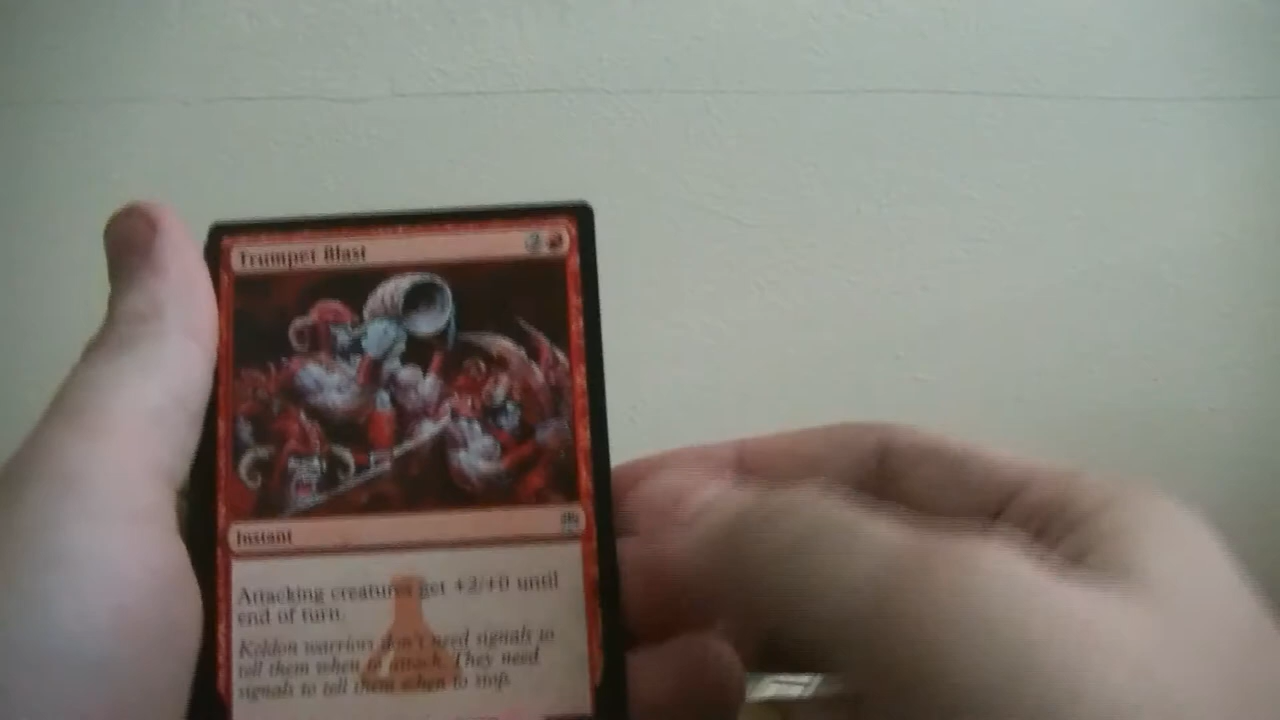 Trumpet Blast 2
Instant
Attacking creatures get +2/+0 until
end of turn.
Keldon warriors don't need signals to
tell them when to attack. They need
signals to tell them when to stop.